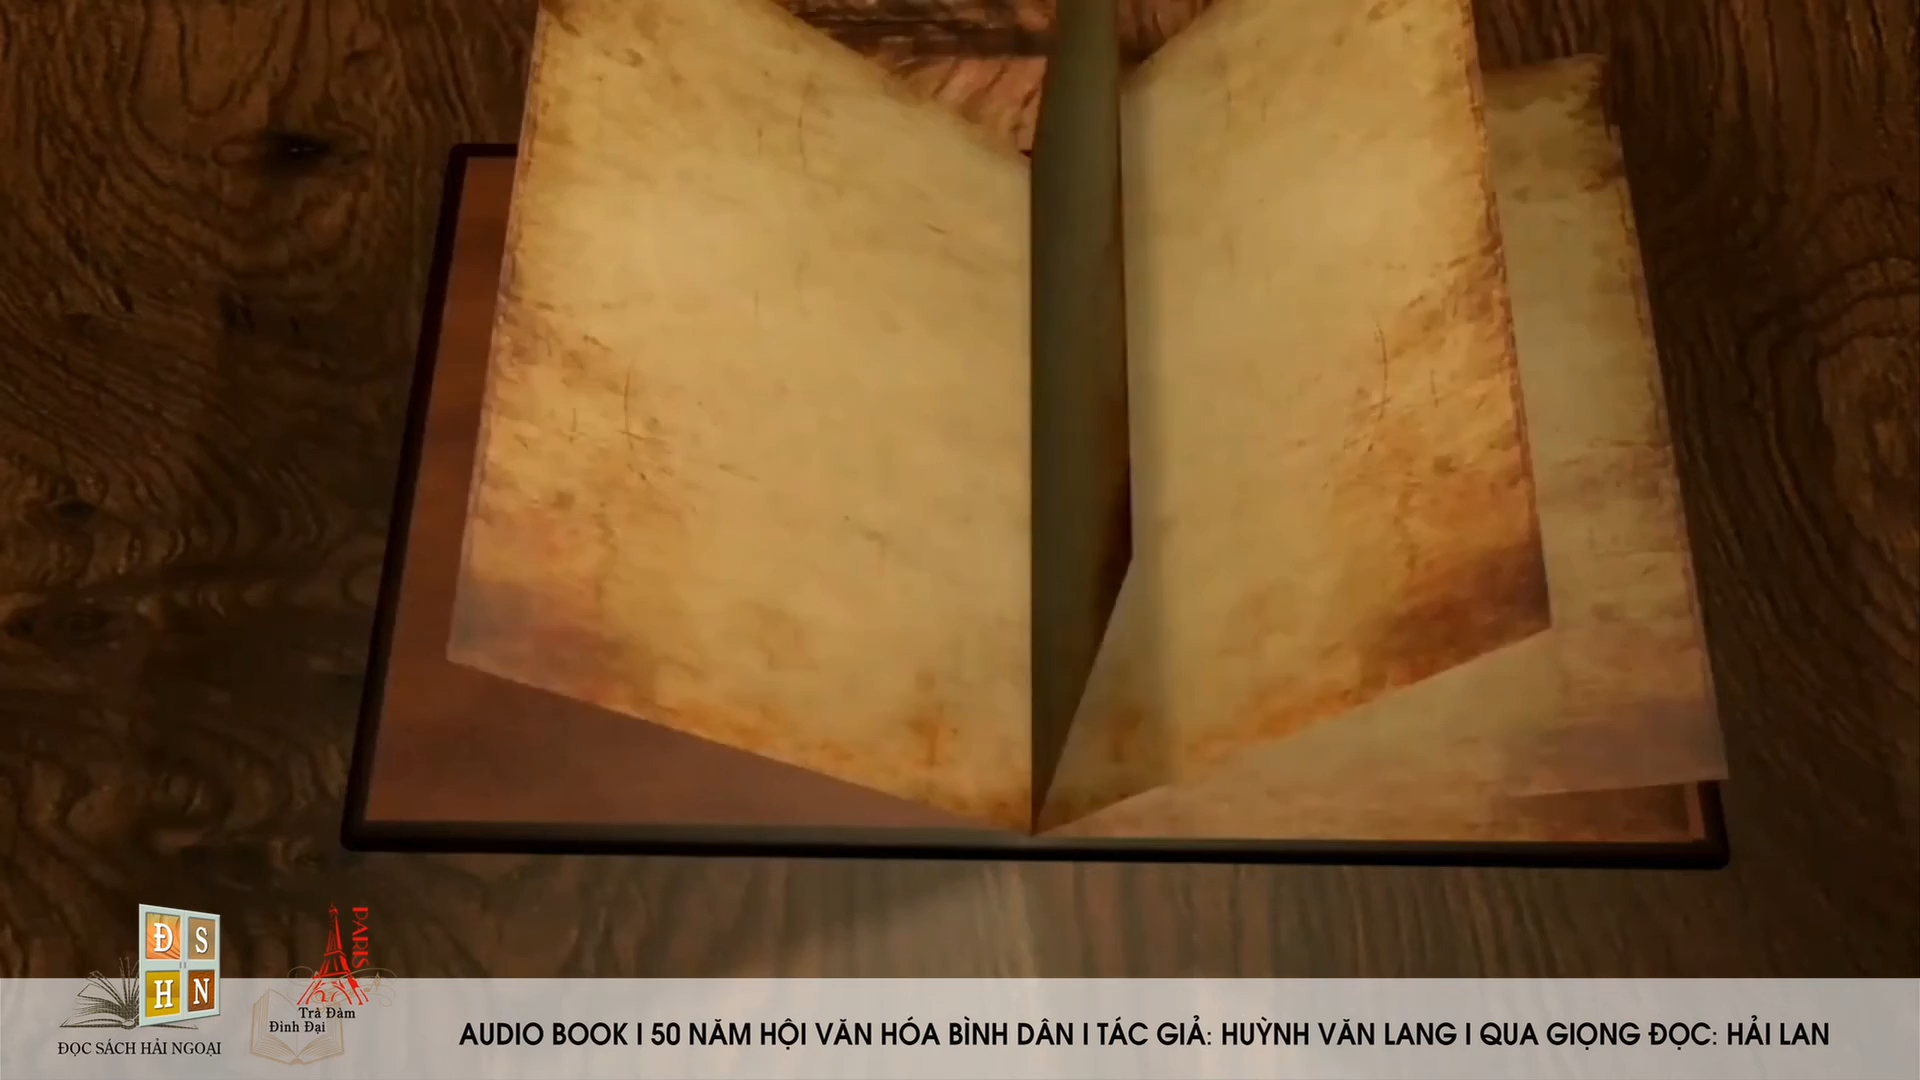 Đ S
H N
ĐỌC SÁCH HẢI NGOẠI
PARIS
Trà Đàm
Đình Đại
AUDIO BOOK I 50 NĂM HỘI VĂN HÓA BÌNH DÂN I TÁC GIẢ: HUỲNH VĂN LANG I QUA GIỌNG ĐỌC: HẢI LAN